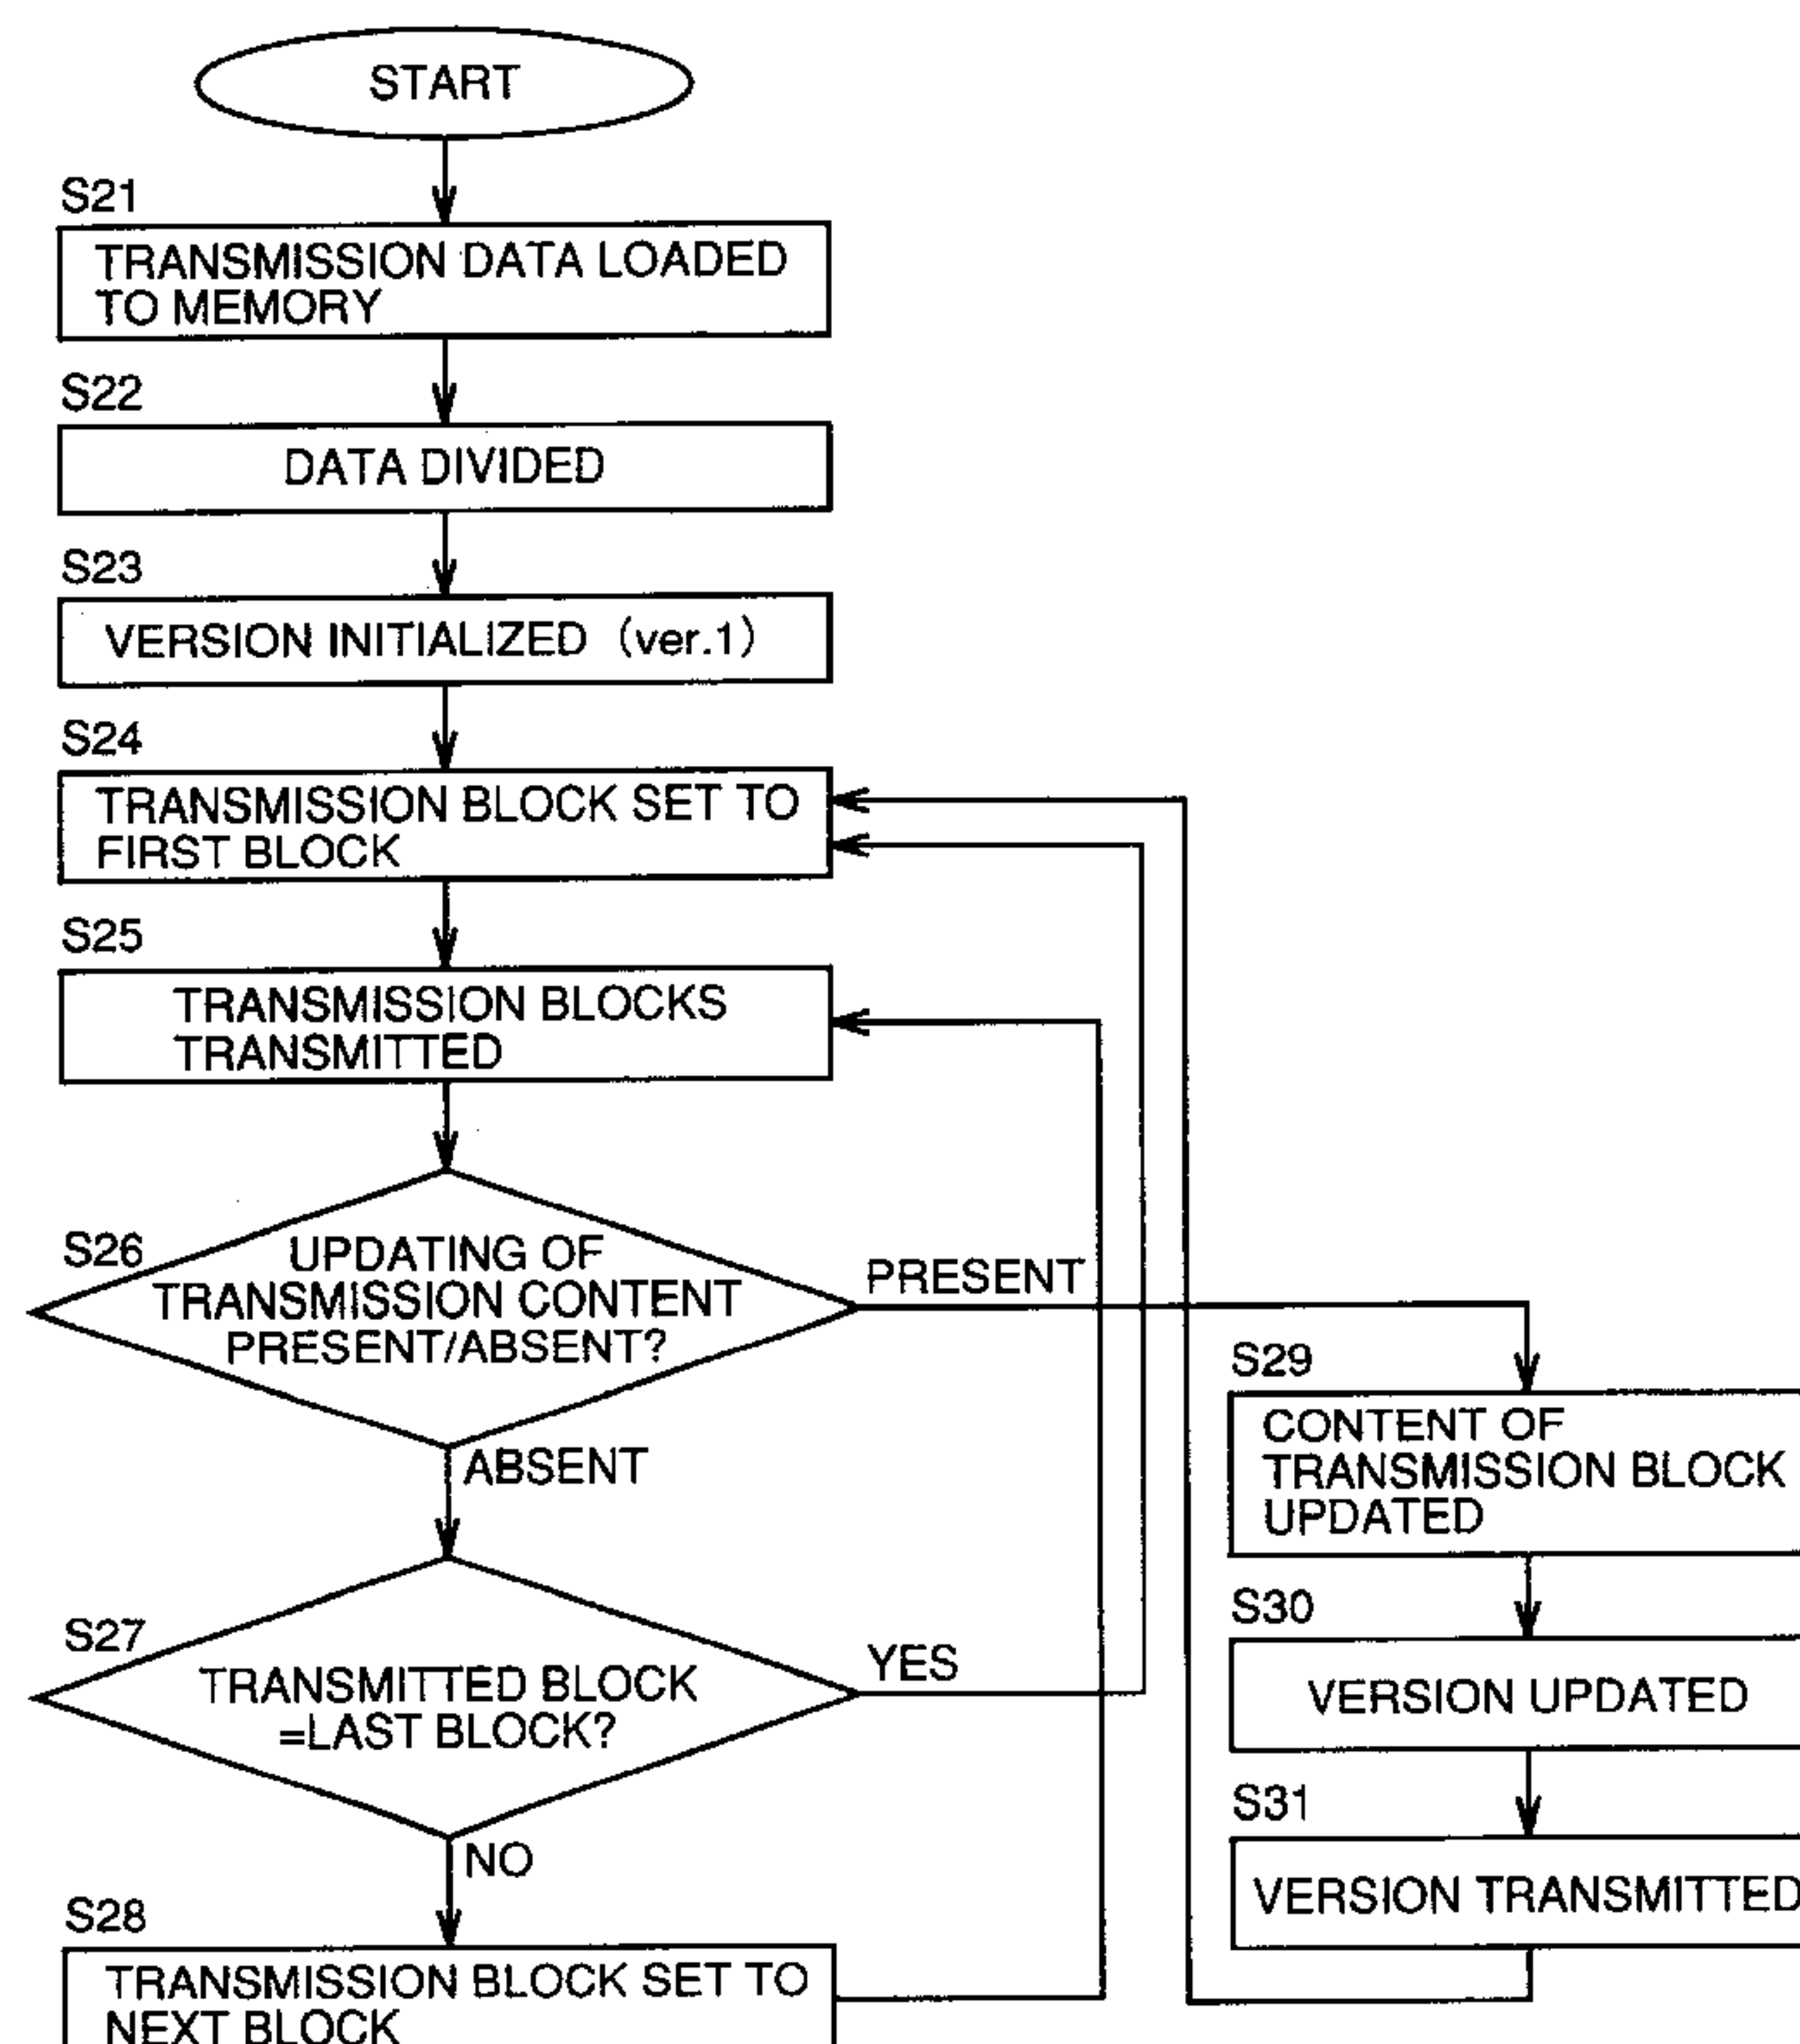 START
S21
TRANSMISSION DATA LOADED
TO MEMORY
S22
DATA DIVIDED
S23
VERSION INITIALIZED (ver.1)
S24
TRANSMISSION BLOCK SET TO
FIRST BLOCK
S25
TRANSMISSION BLOCKS
TRANSMITTED
S26
UPDATING OF
TRANSMISSION CONTENT
PRESENT/ABSENT?
PRESENT
ABSENT
S27
TRANSMITTED BLOCK
=LAST BLOCK?
YES
NO
S28
TRANSMISSION BLOCK SET TO
NEXT BLOCK
S29
CONTENT OF
TRANSMISSION BLOCK
UPDATED
S30
VERSION UPDATED
S31
VERSION TRANSMITTED